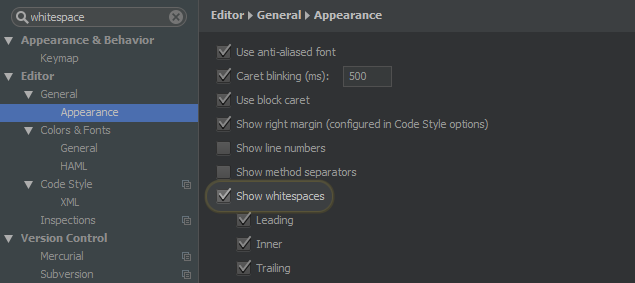 whitespace
Appearance & Behavior
Keymap
Editor
General
Appearance
Colors & Fonts
General
HAML
Code Style
XML
Inspections
Version Control
Mercurial
Subversion
Editor General Appearance
Use anti-aliased font
Caret blinking (ms): 500
Use block caret
Show right margin (configured in Code Style options)
Show line numbers
Show method separators
Show whitespaces
Leading
Inner
Trailing